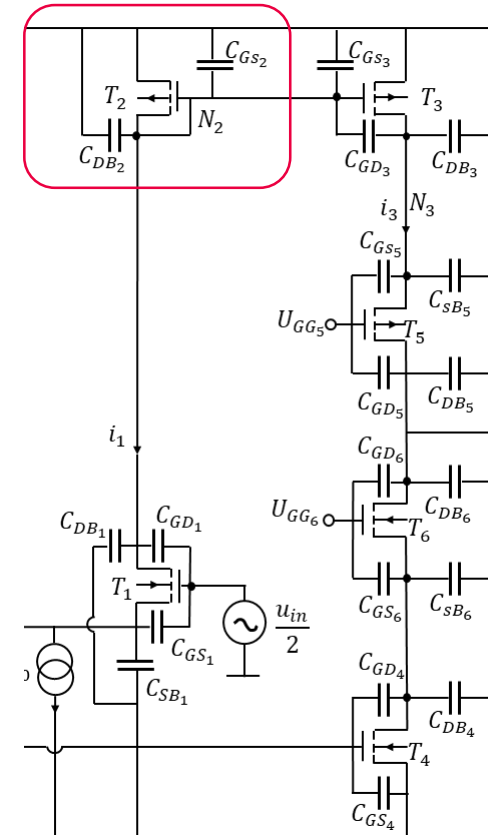 C_{Gs_2}
C_{Gs_3}
T_2
T_3
N_2
C_{DB_2}
C_{GD_3}
C_{DB_3}
i_3
N_3
C_{Gs_5}
C_{sB_5}
U_{GG_5}
T_5
C_{GD_5}
C_{DB_5}
i_1
C_{GD_6}
C_{DB_6}
C_{DB_1}
C_{GD_1}
U_{GG_6}
T_6
T_1
u_{in}
2
C_{GS_6}
C_{sB_6}
C_{GS_1}
C_{SB_1}
C_{GD_4}
C_{DB_4}
T_4
C_{GS_4}